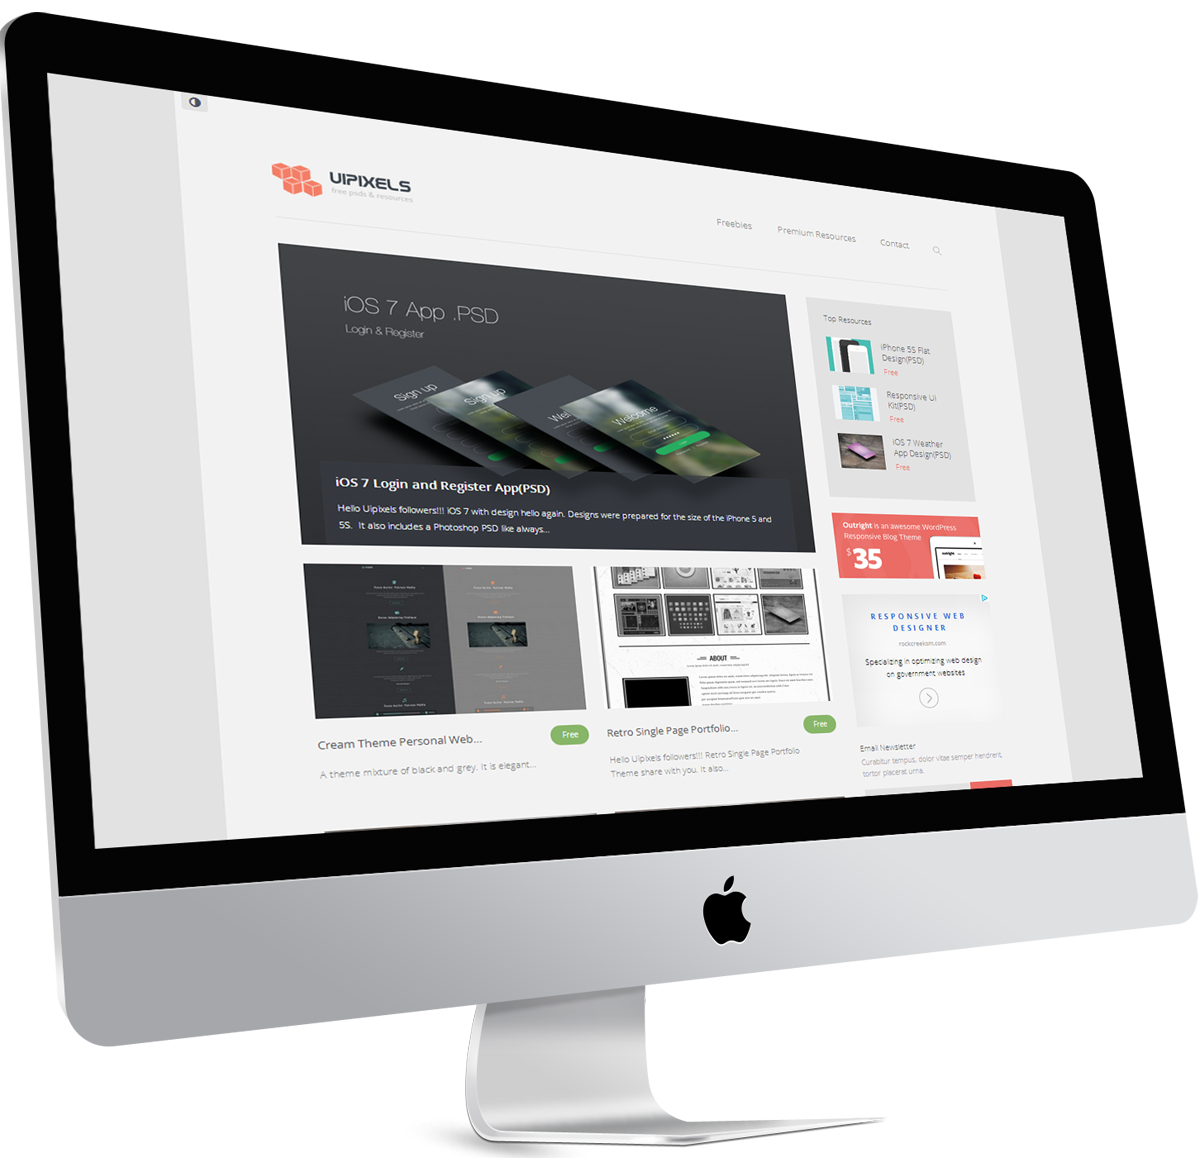 UIPIXELS
free psds & resources
Freebies
Premium Resources
Contact
iOS 7 App .PSD
Login & Register
Sign up
Sign up
Wel
Welcome
iOS 7 Login and Register App(PSD)
Hello Uipixels followers!!! iOS 7 with design hello again. Designs were prepared for the size of the iPhone 5 and
5S. It also includes a Photoshop PSD like always...
Top Resources
iPhone 5S Flat
Design(PSD)
Free
Responsive Ui
Kit(PSD)
Free
iOS 7 Weather
App Design(PSD)
Free
Outright is an awesome WordPress
Responsive Blog Theme
$35
outright
RESPONSIVE WEB
DESIGNER
rockcreeksm.com
Specializing in optimizing web design
on government websites
ABOUT
Cream Theme Personal Web...
Free
A theme mixture of black and grey. It is elegant...
Retro Single Page Portfolio...
Free
Hello Uipixels followers!!! Retro Single Page Portfolio
Theme share with you. It also...
Email Newsletter
Curabitur tempus, dolor vitae semper hendrerit,
tortor placerat urna.